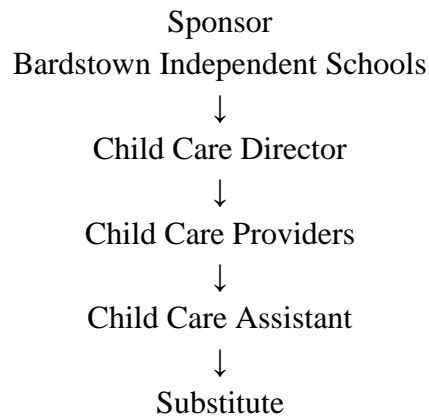 Sponsor
Bardstown Independent Schools
↓
Child Care Director
↓
Child Care Providers
↓
Child Care Assistant
↓
Substitute